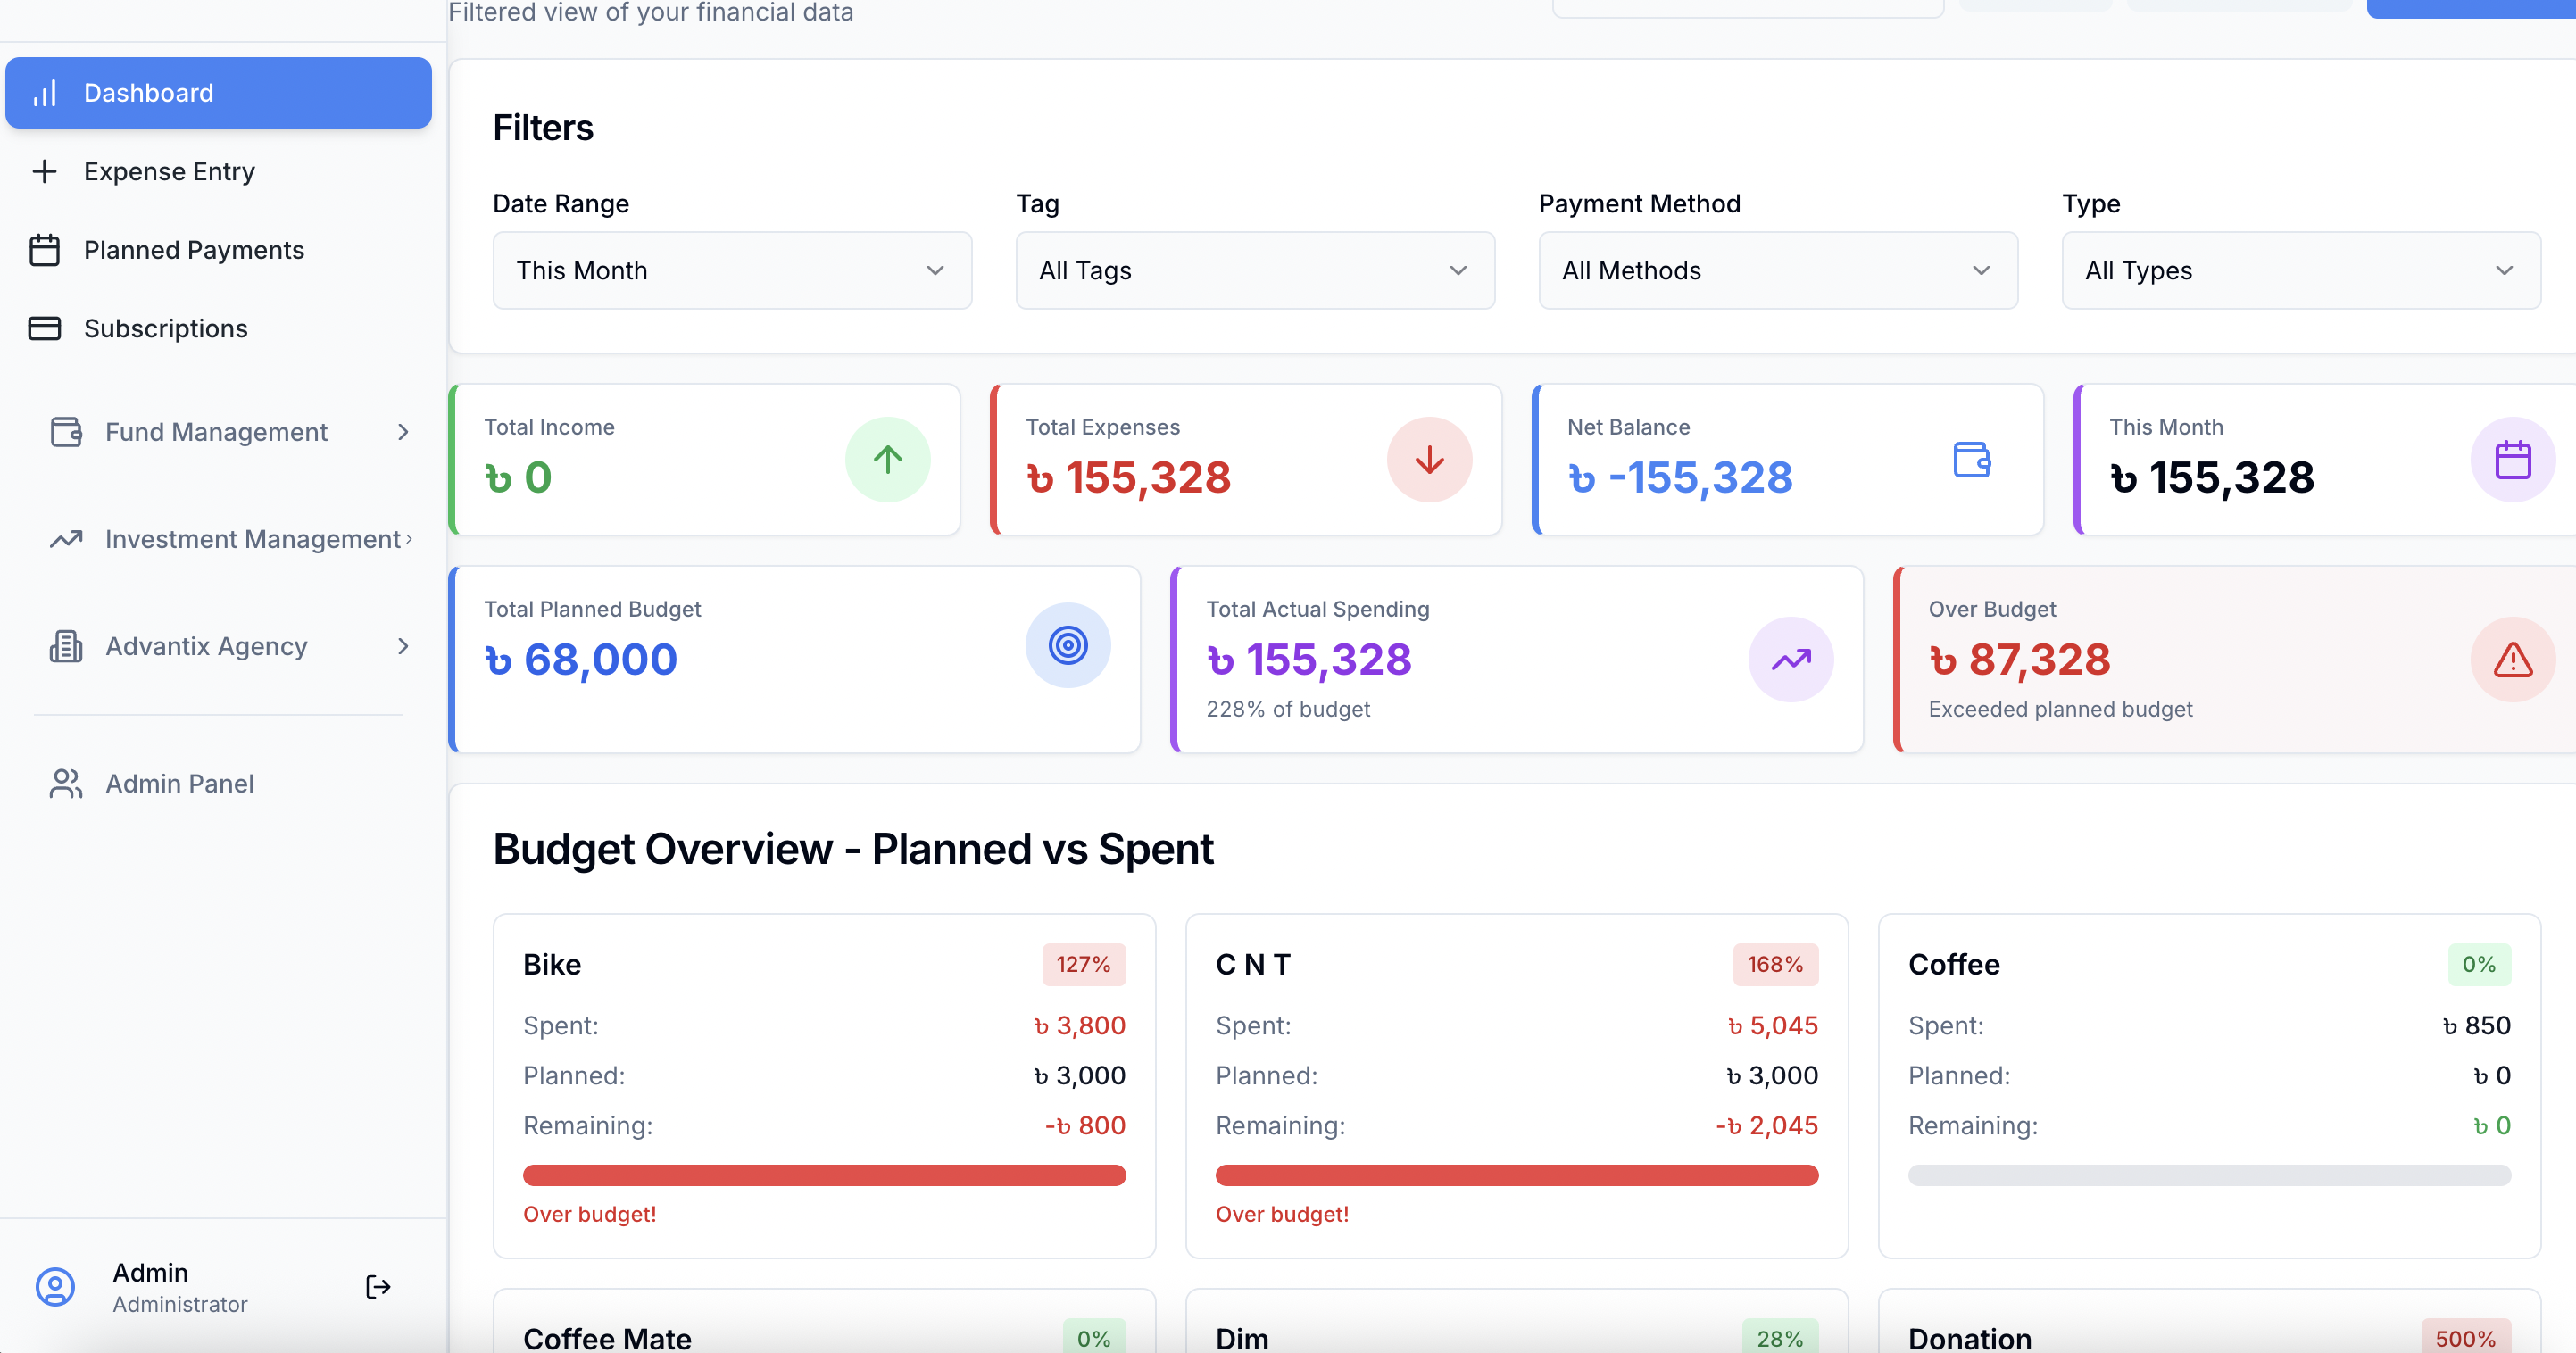 Filtered view of your financial data
Dashboard
Expense Entry
Planned Payments
Subscriptions
Fund Management
Investment Management
Advantix Agency
Admin Panel
Admin
Administrator
Filters
Date Range
Tag
Payment Method
Type
This Month
All Tags
All Methods
All Types
Total Income
৳ 0
Total Expenses
৳ 155,328
Net Balance
৳ -155,328
This Month
৳ 155,328
Total Planned Budget
৳ 68,000
Total Actual Spending
৳ 155,328
228% of budget
Over Budget
৳ 87,328
Exceeded planned budget
Budget Overview - Planned vs Spent
Bike 127%
Spent: ৳ 3,800
Planned: ৳ 3,000
Remaining: -৳ 800
Over budget!
C N T 168%
Spent: ৳ 5,045
Planned: ৳ 3,000
Remaining: -৳ 2,045
Over budget!
Coffee 0%
Spent: ৳ 850
Planned: ৳ 0
Remaining: ৳ 0
Coffee Mate 0%
Dim 28%
Donation 500%